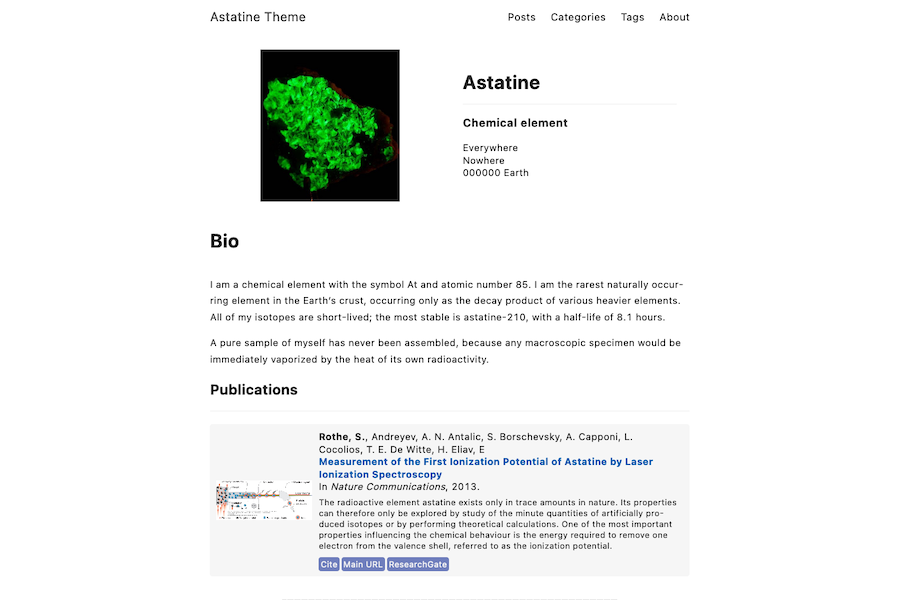 Astatine Theme
Posts Categories Tags About
Astatine
Chemical element
Everywhere
Nowhere
000000 Earth
Bio
I am a chemical element with the symbol At and atomic number 85. I am the rarest naturally occur-
ring element in the Earth's crust, occurring only as the decay product of various heavier elements.
All of my isotopes are short-lived; the most stable is astatine-210, with a half-life of 8.1 hours.
A pure sample of myself has never been assembled, because any macroscopic specimen would be
immediately vaporized by the heat of its own radioactivity.
Publications
Rothe, S., Andreyev, A. N. Antalic, S. Borschevsky, A. Capponi, L.
Cocolios, T. E. De Witte, H. Eliav, E
Measurement of the First Ionization Potential of Astatine by Laser
Ionization Spectroscopy
In Nature Communications, 2013.
The radioactive element astatine exists only in trace amounts in nature. Its properties
can therefore only be explored by study of the minute quantities of artificially pro-
duced isotopes or by performing theoretical calculations. One of the most important
properties influencing the chemical behaviour is the energy required to remove one
electron from the valence shell, referred to as the ionization potential.
Cite Main URL ResearchGate